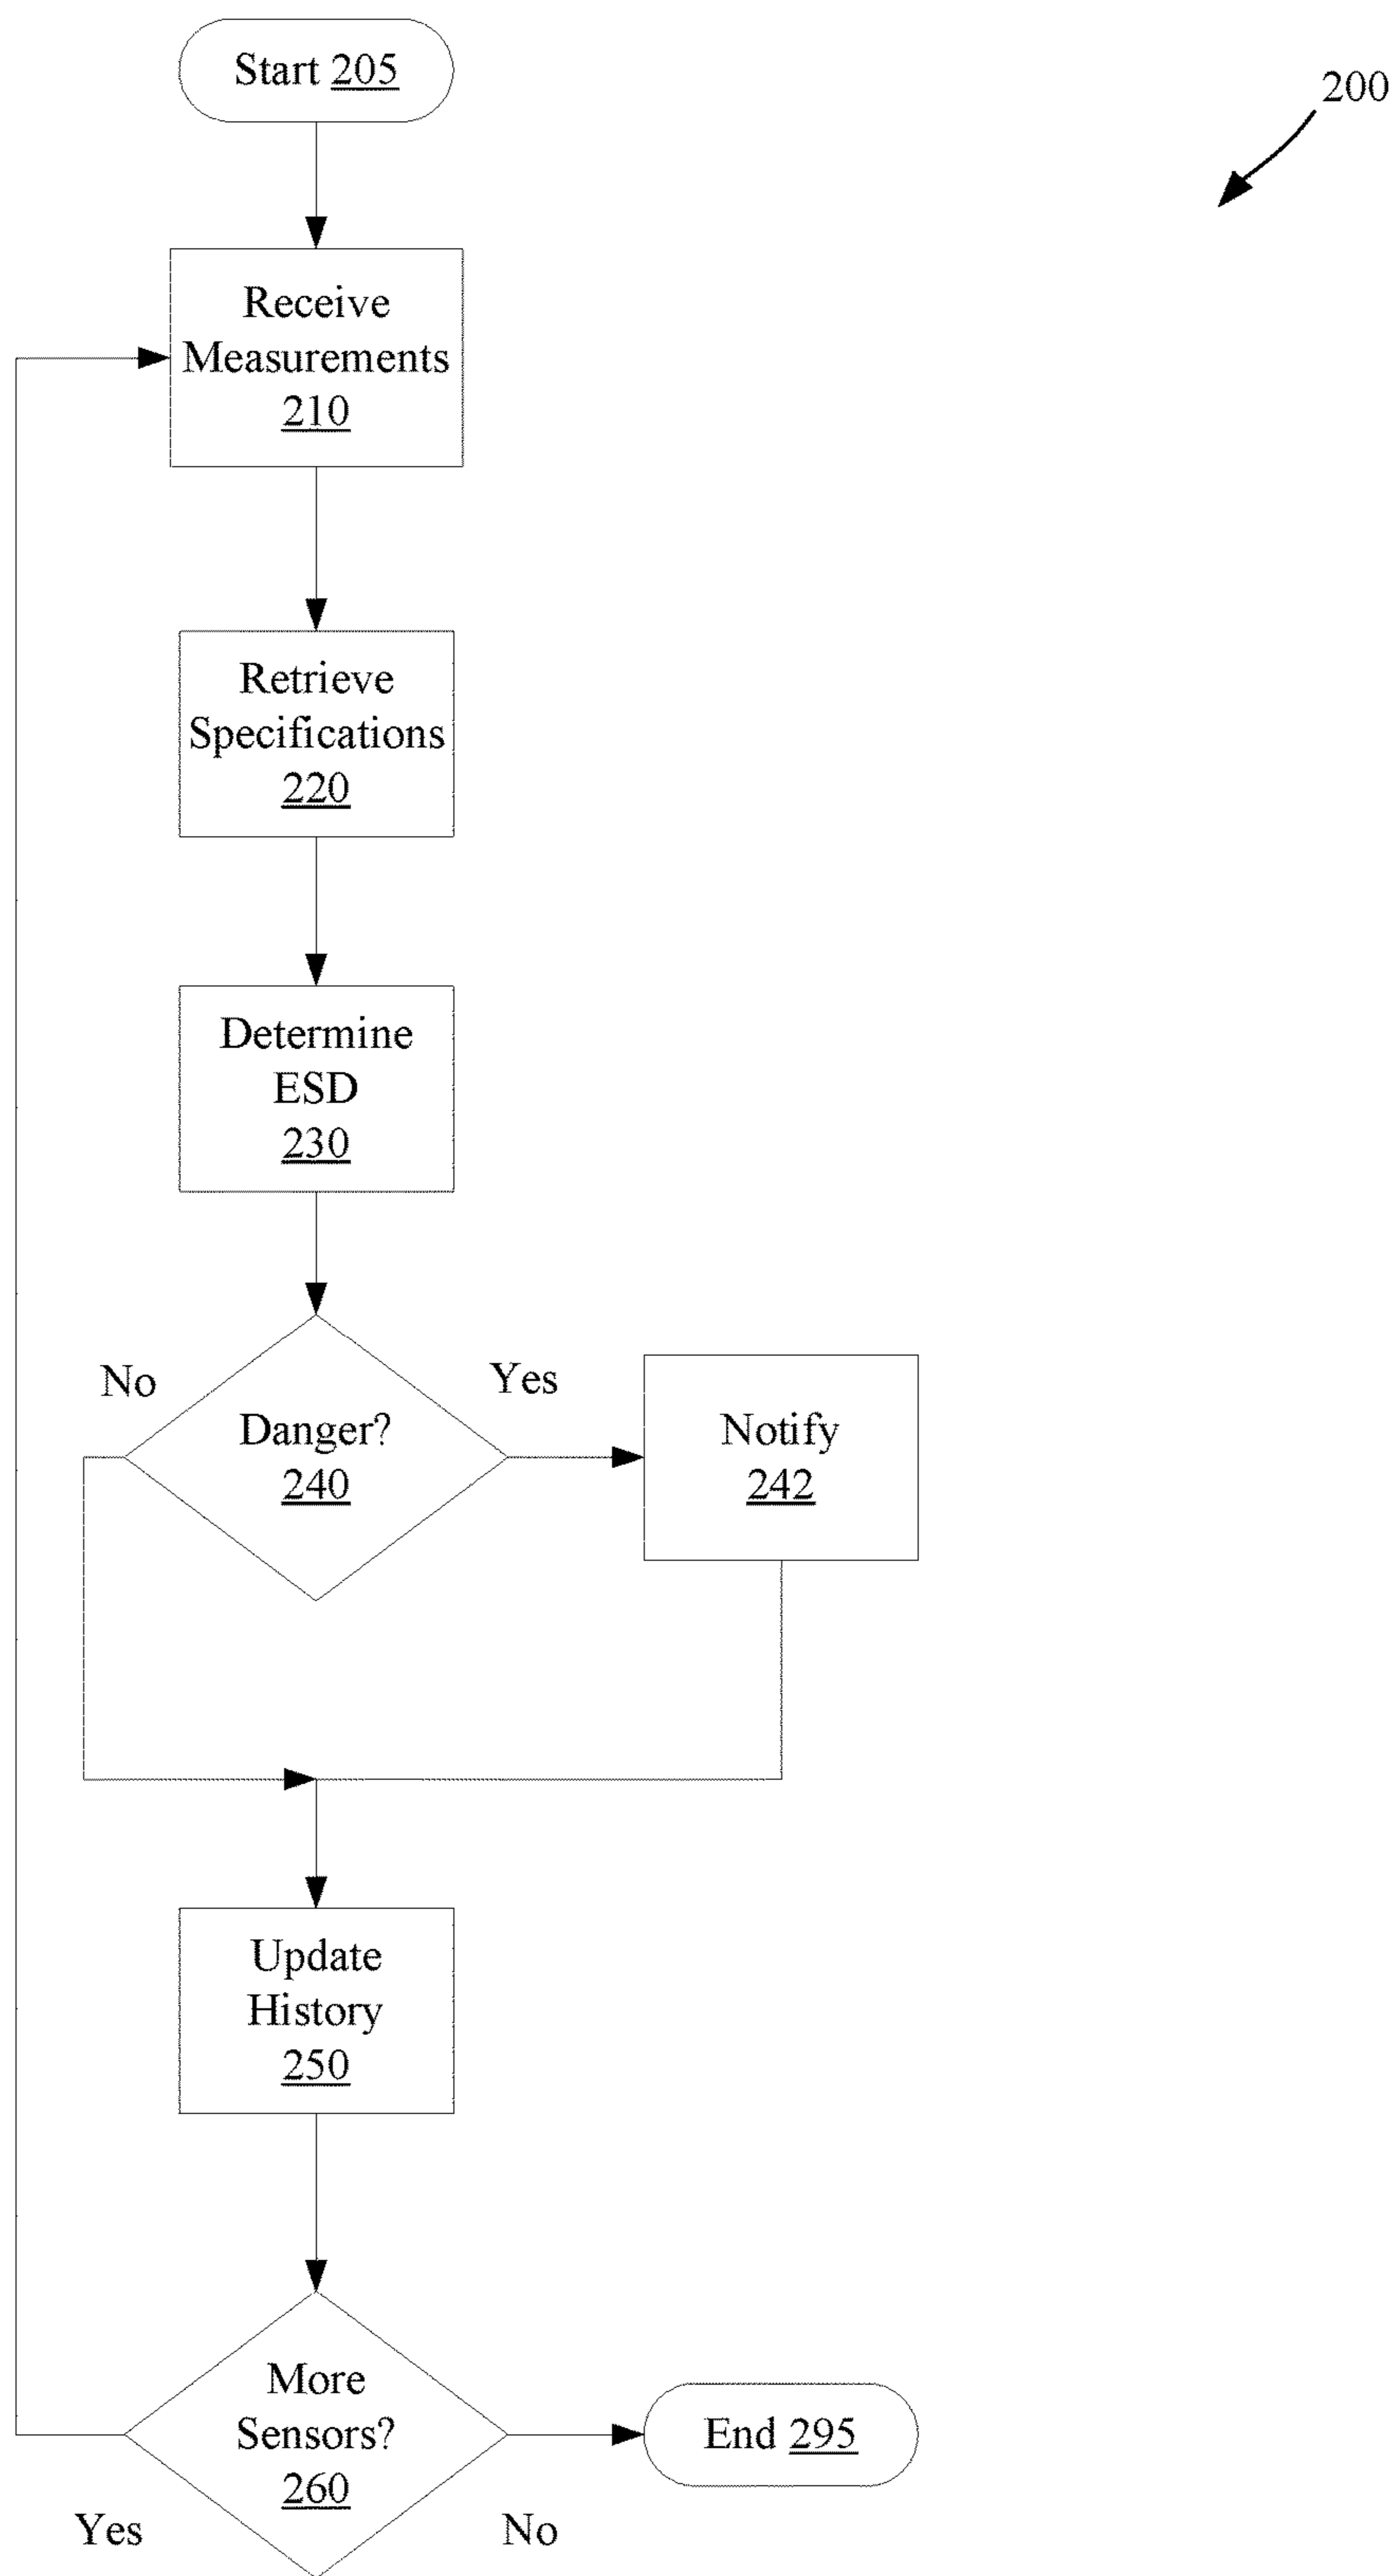 Start 205
200
Receive
Measurements
210
Retrieve
Specifications
220
Determine
ESD
230
No
Yes
Danger?
240
Notify
242
Update
History
250
More
Sensors?
260
End 295
Yes
No